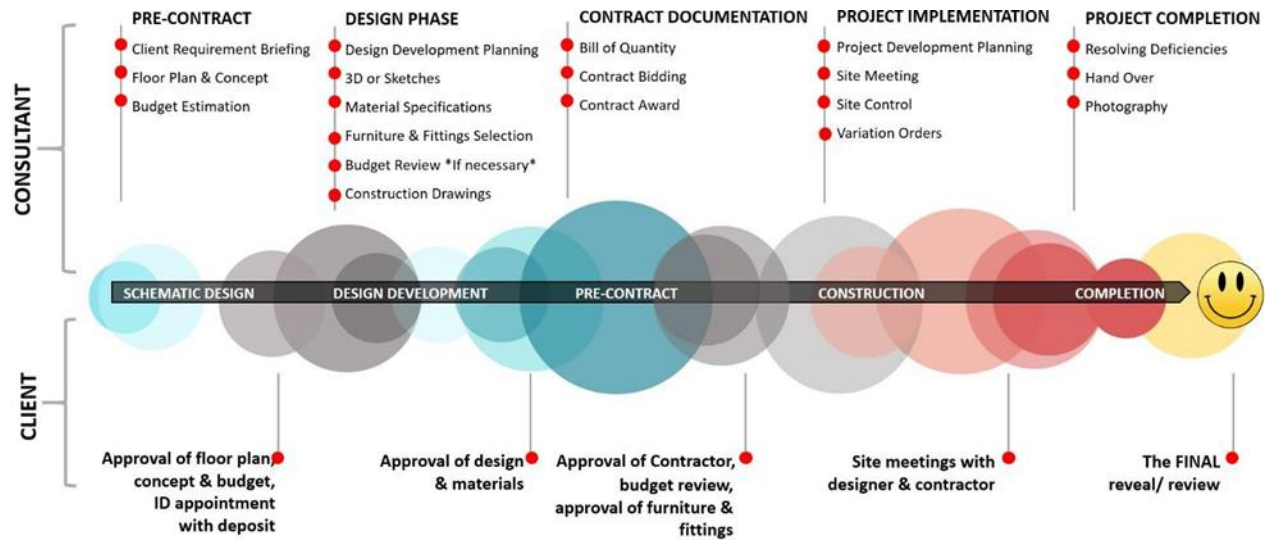 CONSULTANT
PRE-CONTRACT
Client Requirement Briefing
Floor Plan & Concept
Budget Estimation
DESIGN PHASE
Design Development Planning
3D or Sketches
Material Specifications
Furniture & Fittings Selection
Budget Review *If necessary*
Construction Drawings
CONTRACT DOCUMENTATION
Bill of Quantity
Contract Bidding
Contract Award
PROJECT IMPLEMENTATION
Project Development Planning
Site Meeting
Site Control
Variation Orders
PROJECT COMPLETION
Resolving Deficiencies
Hand Over
Photography
SCHEMATIC DESIGN
DESIGN DEVELOPMENT
PRE-CONTRACT
CONSTRUCTION
COMPLETION
CLIENT
Approval of floor plan,
concept & budget,
ID appointment
with deposit
Approval of design
& materials
Approval of Contractor,
budget review,
approval of furniture &
fittings
Site meetings with
designer & contractor
The FINAL
reveal/ review